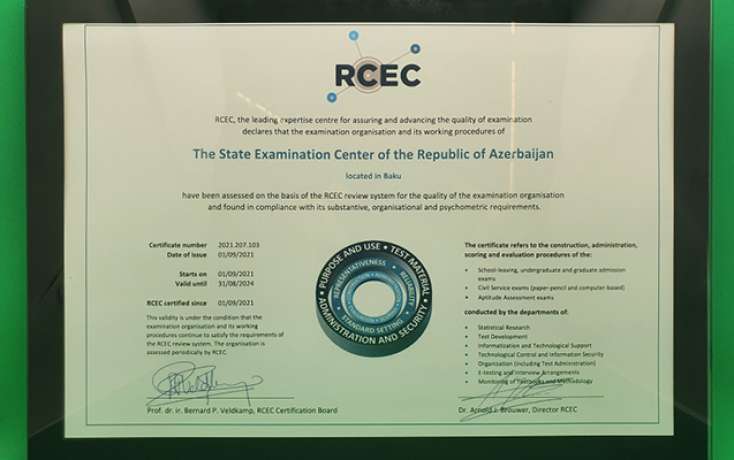 RCEC
RCEC, the leading expertise centre for assuring and advancing the quality of examination
declares that the examination organisation and its working procedures of
The State Examination Center of the Republic of Azerbaijan
located in Baku
have been assessed on the basis of the RCEC review system for the quality of the examination organisation
and found in compliance with its substantive, organisational and psychometric requirements.
Certificate number 2021.207.103
Date of Issue 01/09/2021
Starts on 01/09/2021
Valid until 31/08/2024
RCEC certified since 01/09/2021
This validity is under the condition that the
examination organisation and its working
procedures continue to satisfy the requirements of
the RCEC review system. The organisation is
assessed periodically by RCEC.
PURPOSE AND USE • TEST MATERIAL • ADMINISTRATION AND SECURITY •
REPRESENTATIVENESS • RELIABILITY • STANDARD SETTING
The certificate refers to the construction, administration,
scoring and evaluation procedures of the:
• School-leaving, undergraduate and graduate admission
exams
• Civil Service exams (paper-pencil and computer-based)
• Aptitude Assessment exams
conducted by the departments of:
• Statistical Research
• Test Development
• Informatization and Technological Support
• Technological Control and Information Security
• Organization (including Test Administration)
• E-testing and Interview Arrangements
• Monitoring of Textbooks and Methodology
Prof. dr. ir. Bernard P. Veldkamp, RCEC Certification Board
Dr. Arnold J. Brouwer, Director RCEC